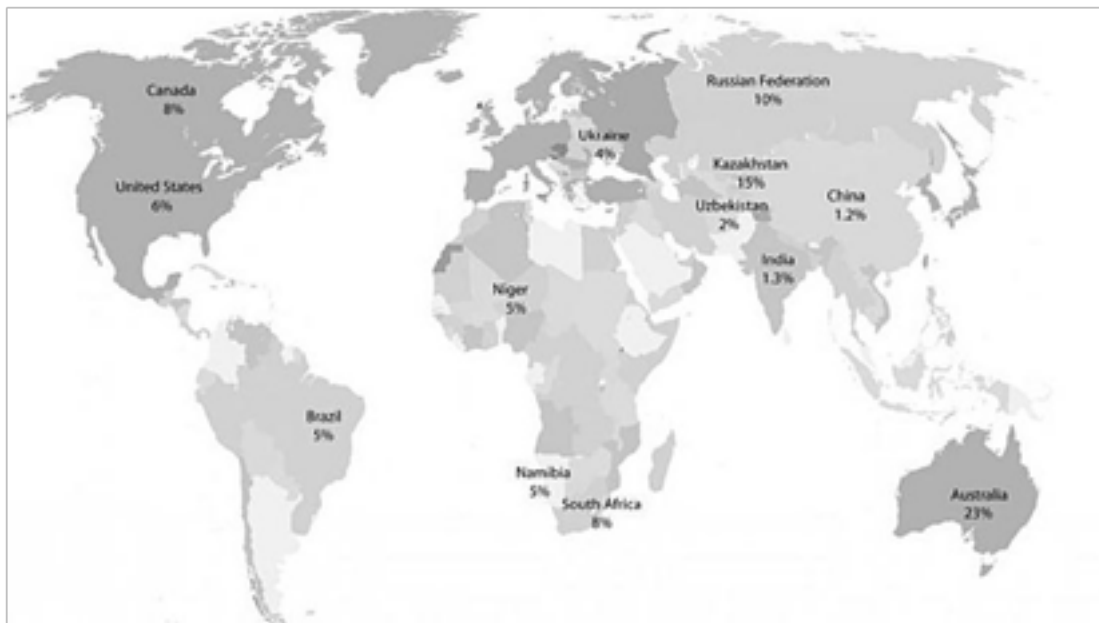 Canada
8%
United States
6%
Russian Federation
10%
Ukraine
4%
Kazakhstan
15%
Uzbekistan
2%
China
1.2%
India
1.3%
Niger
5%
Brazil
5%
Namibia
5%
South Africa
8%
Australia
23%